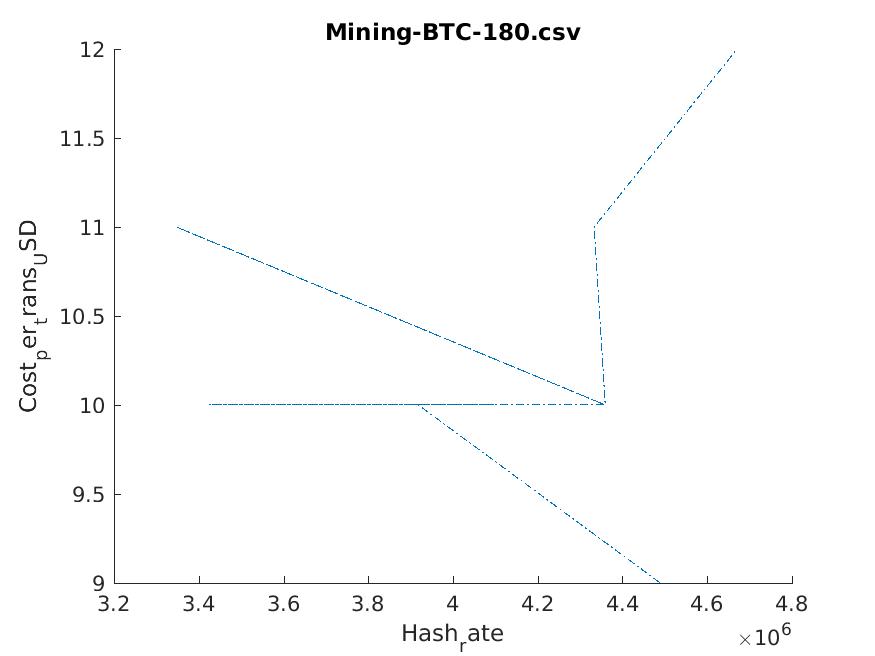 Mining-BTC-180.csv
12
11.5
11
10.5
10
9.5
9
Cost_per_trans_USD
3.2 3.4 3.6 3.8 4 4.2 4.4 4.6 4.8
Hash_rate
×10^6